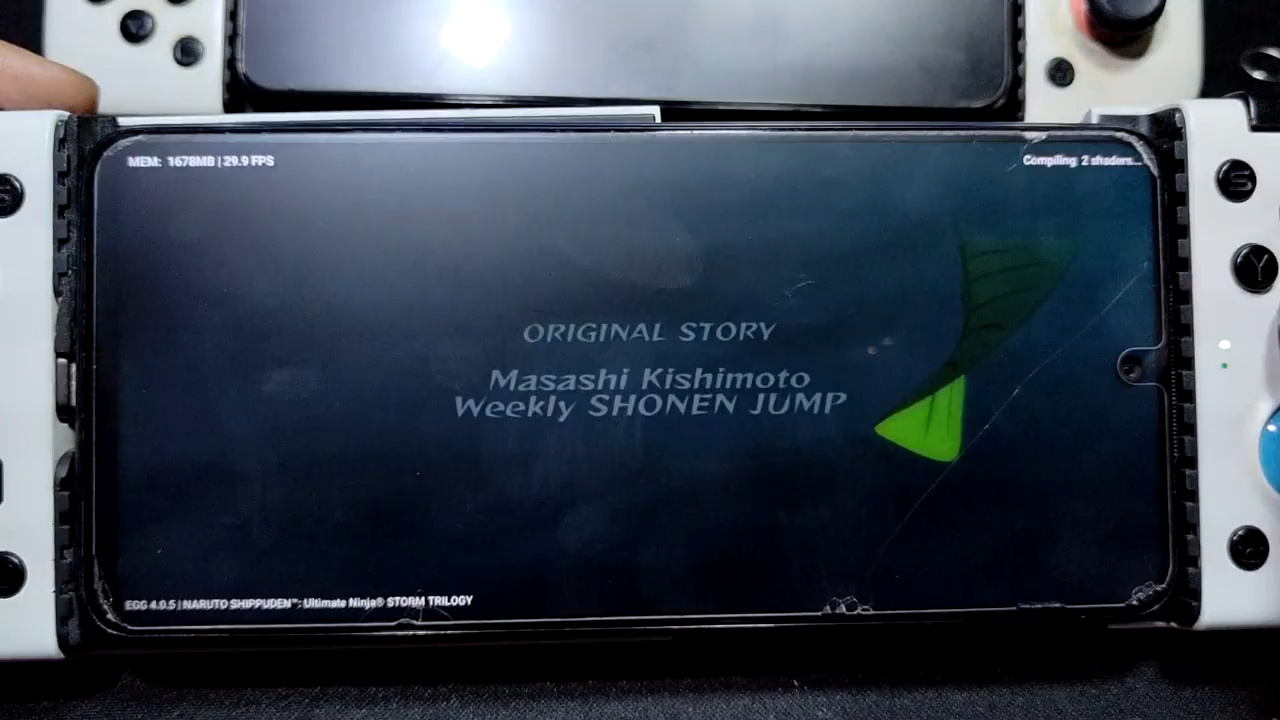 MEM: 1678MB | 29.9 FPS
Compiling 2 shaders...
ORIGINAL STORY
Masashi Kishimoto
Weekly SHONEN JUMP
EGG 4.0.5 | NARUTO SHIPPUDEN™: Ultimate Ninja® STORM TRILOGY
S
Y